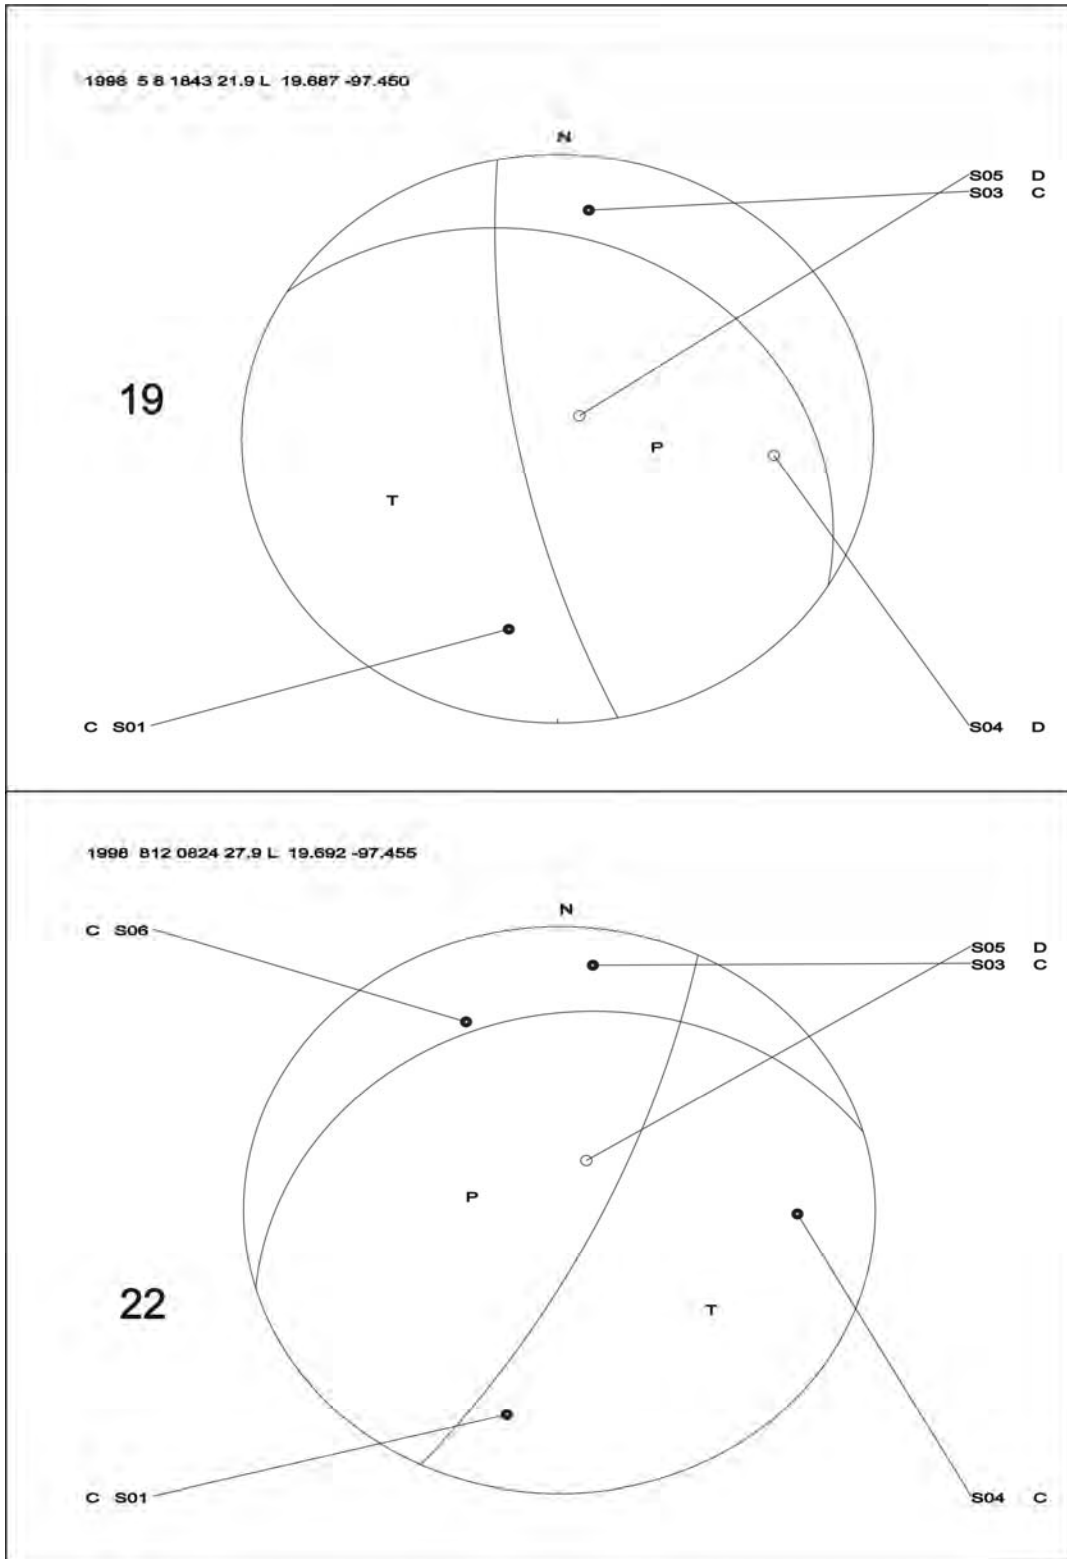 1998 5 8 1843 21.9 L 19.687 -97.450
N
S05 D
S03 C
19
P
T
C S01
S04 D
1998 812 0824 27.9 L 19.692 -97.455
N
C S06
S05 D
S03 C
P
22
T
C S01
S04 C